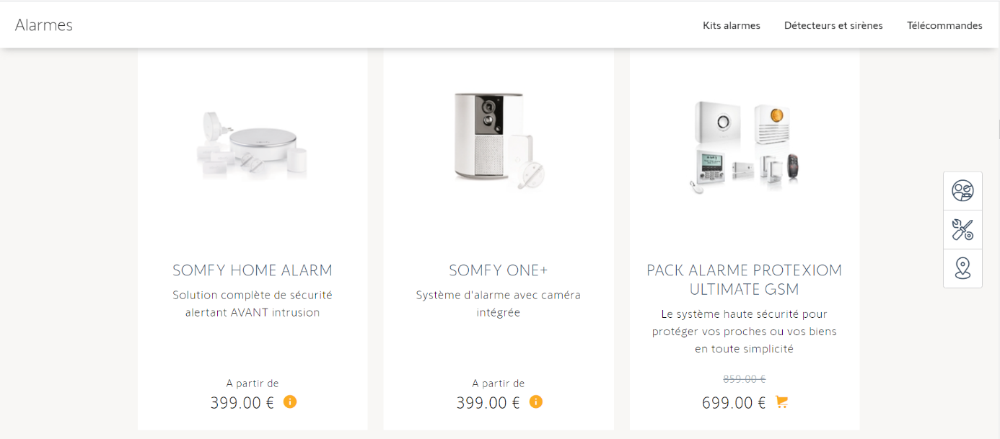 Alarmes
Kits alarmes
Détecteurs et sirènes
Télécommandes
SOMFY HOME ALARM
Solution complète de sécurité
alertant AVANT intrusion
A partir de
399.00 €
SOMFY ONE+
Système d'alarme avec caméra
intégrée
A partir de
399.00 €
PACK ALARME PROTEXIOM
ULTIMATE GSM
Le système haute sécurité pour
protéger vos proches ou vos biens
en toute simplicité
859.00 €
699.00 €